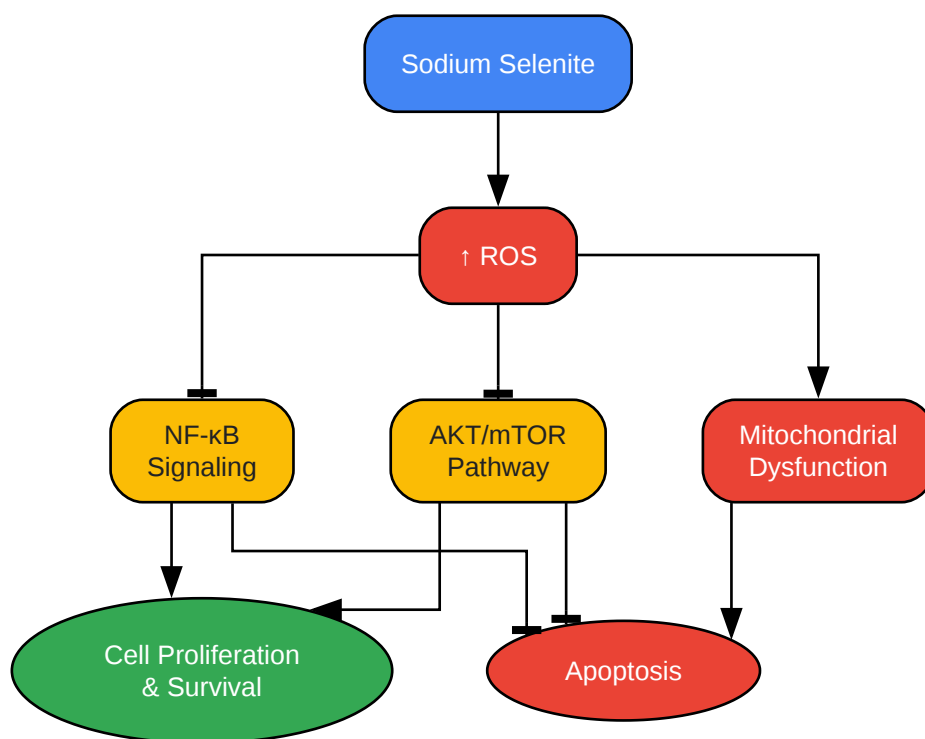 Sodium Selenite
↑ ROS
NF-κB
Signaling
AKT/mTOR
Pathway
Mitochondrial
Dysfunction
Cell Proliferation
& Survival
Apoptosis